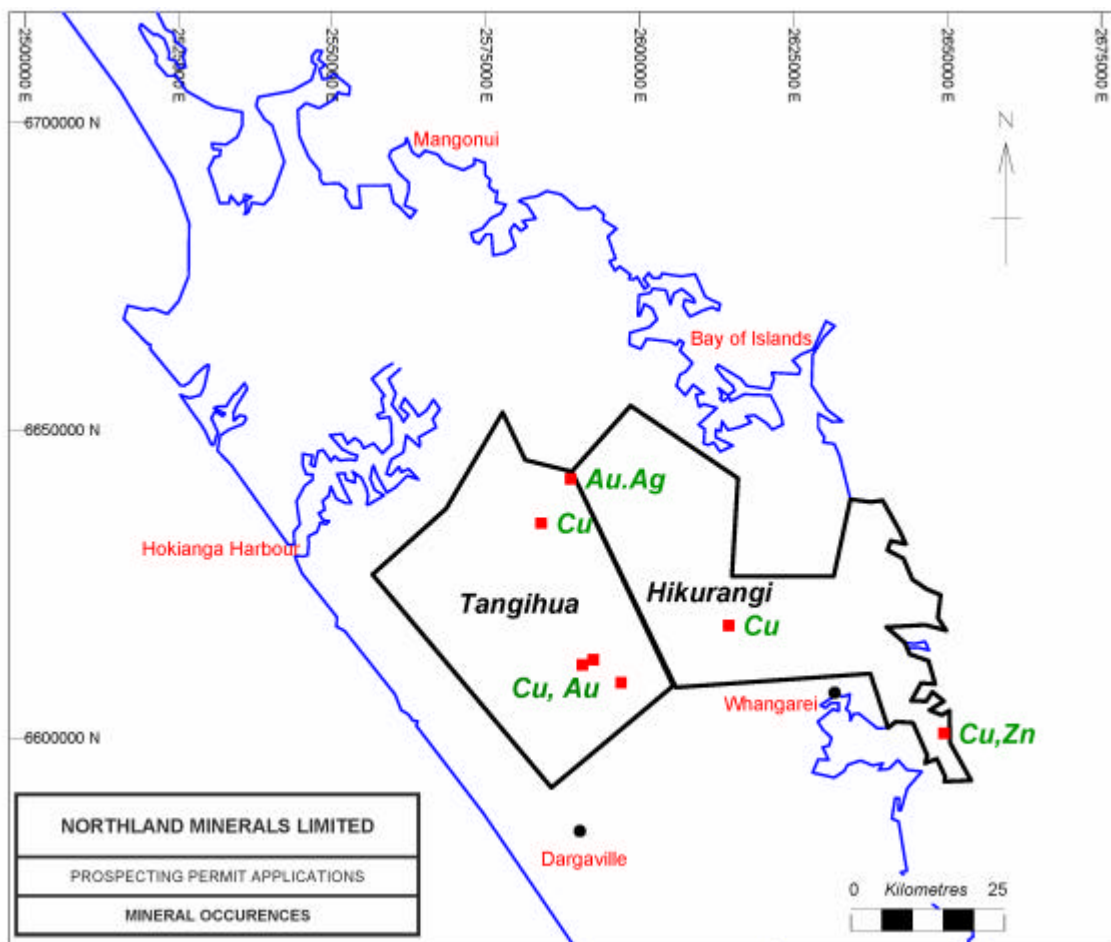 2500000 E
2525000 E
2550000 E
2575000 E
2600000 E
2625000 E
2650000 E
2675000 E
6700000 N
Mangonui
N
Bay of Islands
6650000 N
Au.Ag
Cu
Hokianga Harbour
Tangihua
Hikurangi
Cu
Cu, Au
Whangarei
Cu,Zn
6600000 N
NORTHLAND MINERALS LIMITED
PROSPECTING PERMIT APPLICATIONS
MINERAL OCCURENCES
Dargaville
0 Kilometres 25